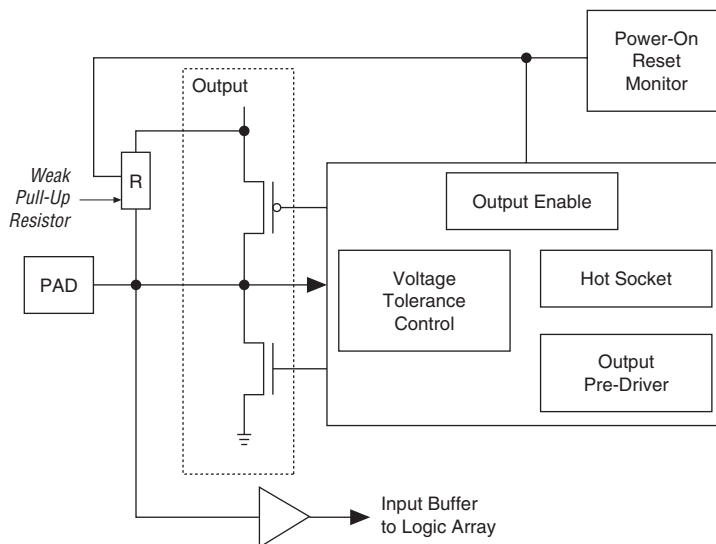 Power-On
Reset
Monitor
Output
Weak
Pull-Up
Resistor
R
Output Enable
PAD
Voltage
Tolerance
Control
Hot Socket
Output
Pre-Driver
Input Buffer
to Logic Array